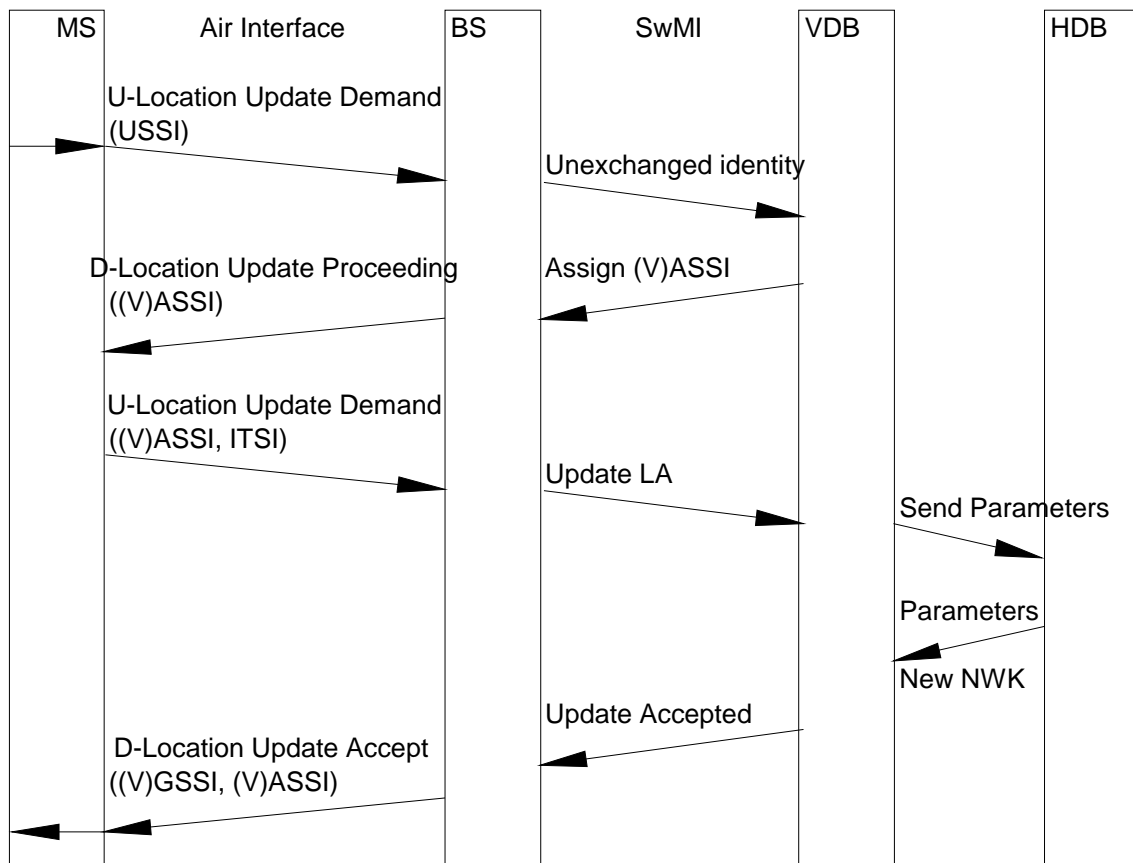 MS Air Interface BS SwMI VDB HDB
U-Location Update Demand
(USSI)
Unexchanged identity
D-Location Update Proceeding
((V)ASSI)
Assign (V)ASSI
U-Location Update Demand
((V)ASSI, ITSI)
Update LA
Send Parameters
Parameters
New NWK
Update Accepted
D-Location Update Accept
((V)GSSI, (V)ASSI)